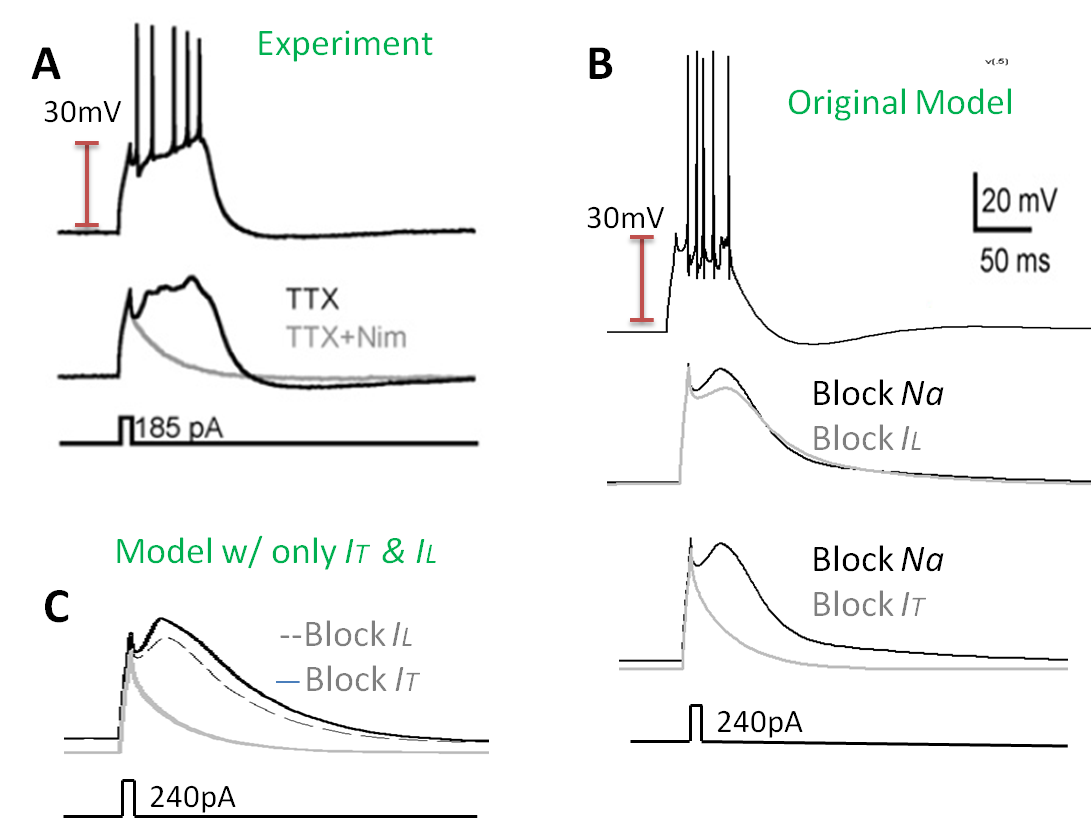 A
Experiment
30mV
TTX
TTX+Nim
185 pA
B
v(.5)
Original Model
30mV
20 mV
50 ms
Block Na
Block IL
Block Na
Block IT
240pA
Model w/ only IT & IL
C
--Block IL
Block IT
240pA